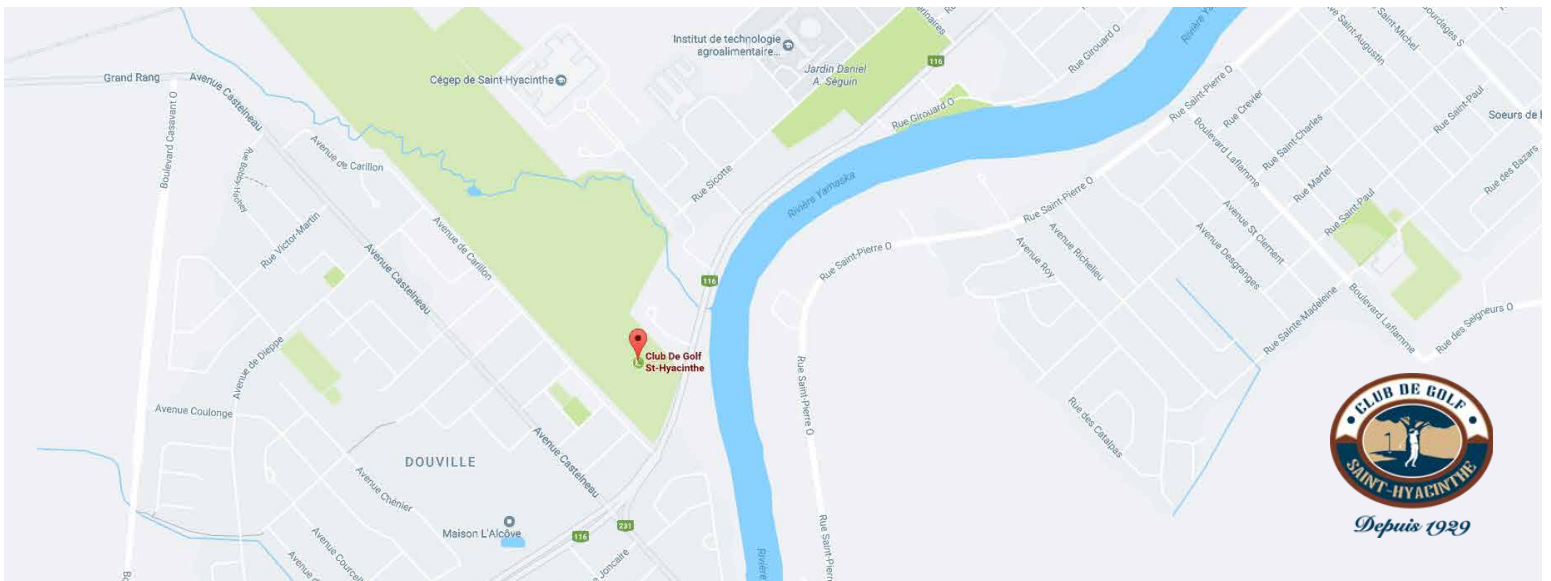 Grand Rang
Avenue Castelneau
Boulevard Casavant O
Avenue de Carillon
Rue Victor-Martin
Avenue de Carillon
Avenue Castelneau
Avenue de Dieppe
Avenue Coulonge
DOUVILLE
Avenue Castelneau
Avenue Chénier
Maison L'Alcôve
116
231
Cégep de Saint-Hyacinthe
Institut de technologie
agroalimentaire...
Jardin Daniel
A. Séguin
116
Rue Girouard O
Rue Girouard O
Rue Sicotte
Rivière Yamaska
116
Club De Golf
St-Hyacinthe
Rue Saint-Pierre O
Rue Saint-Pierre O
Rue Saint-Pierre O
Rue Saint-Pierre O
Rue Saint-Pierre
Rivière
Avenue Roy
Avenue Richelieu
Rue des Catalpas
Boulevard Laflamme
Rue Crevier
Rue Saint-Charles
Rue Martel
Rue Saint-Paul
Rue Saint-Paul
Avenue St Clement
Avenue Desgranges
Rue Sainte-Madeleine
Boulevard Laflamme
Rue des Seigneurs O
Rue des Bazars
CLUB DE GOLF
SAINT-HYACINTHE
Depuis 1929